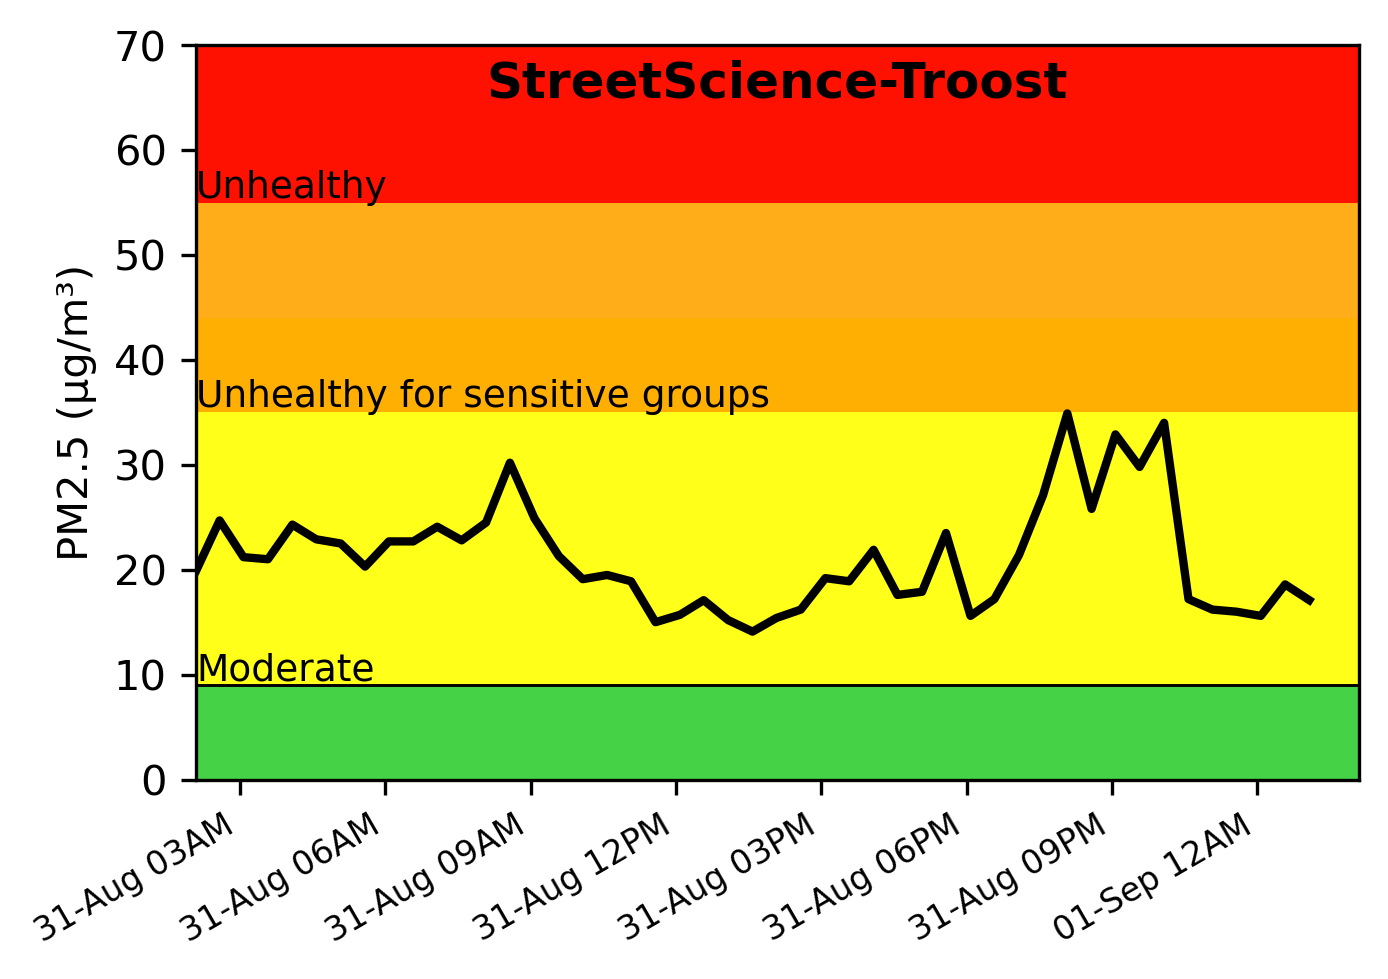 StreetScience-Troost
PM2.5 (µg/m³)
70
60
50
40
30
20
10
0
Unhealthy
Unhealthy for sensitive groups
Moderate
31-Aug 03AM
31-Aug 06AM
31-Aug 09AM
31-Aug 12PM
31-Aug 03PM
31-Aug 06PM
31-Aug 09PM
01-Sep 12AM